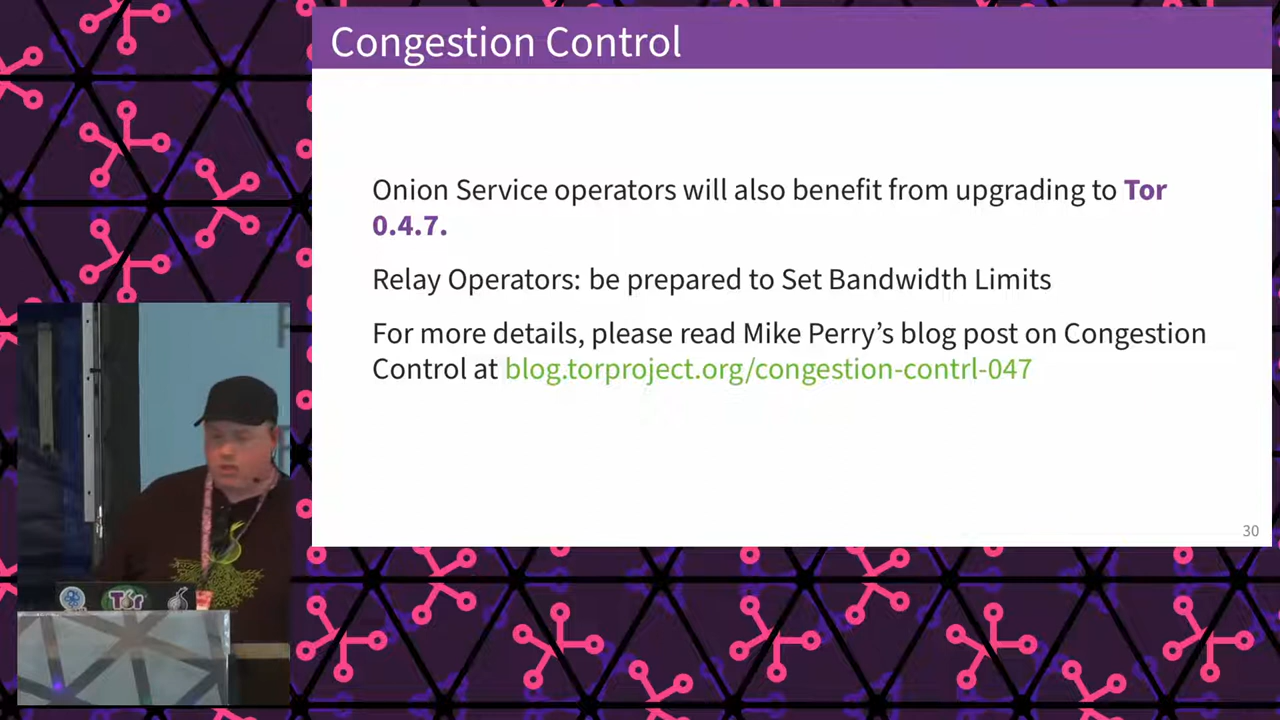 Congestion Control
Onion Service operators will also benefit from upgrading to Tor
0.4.7.
Relay Operators: be prepared to Set Bandwidth Limits
For more details, please read Mike Perry’s blog post on Congestion
Control at blog.torproject.org/congestion-contrl-047
30
Tor